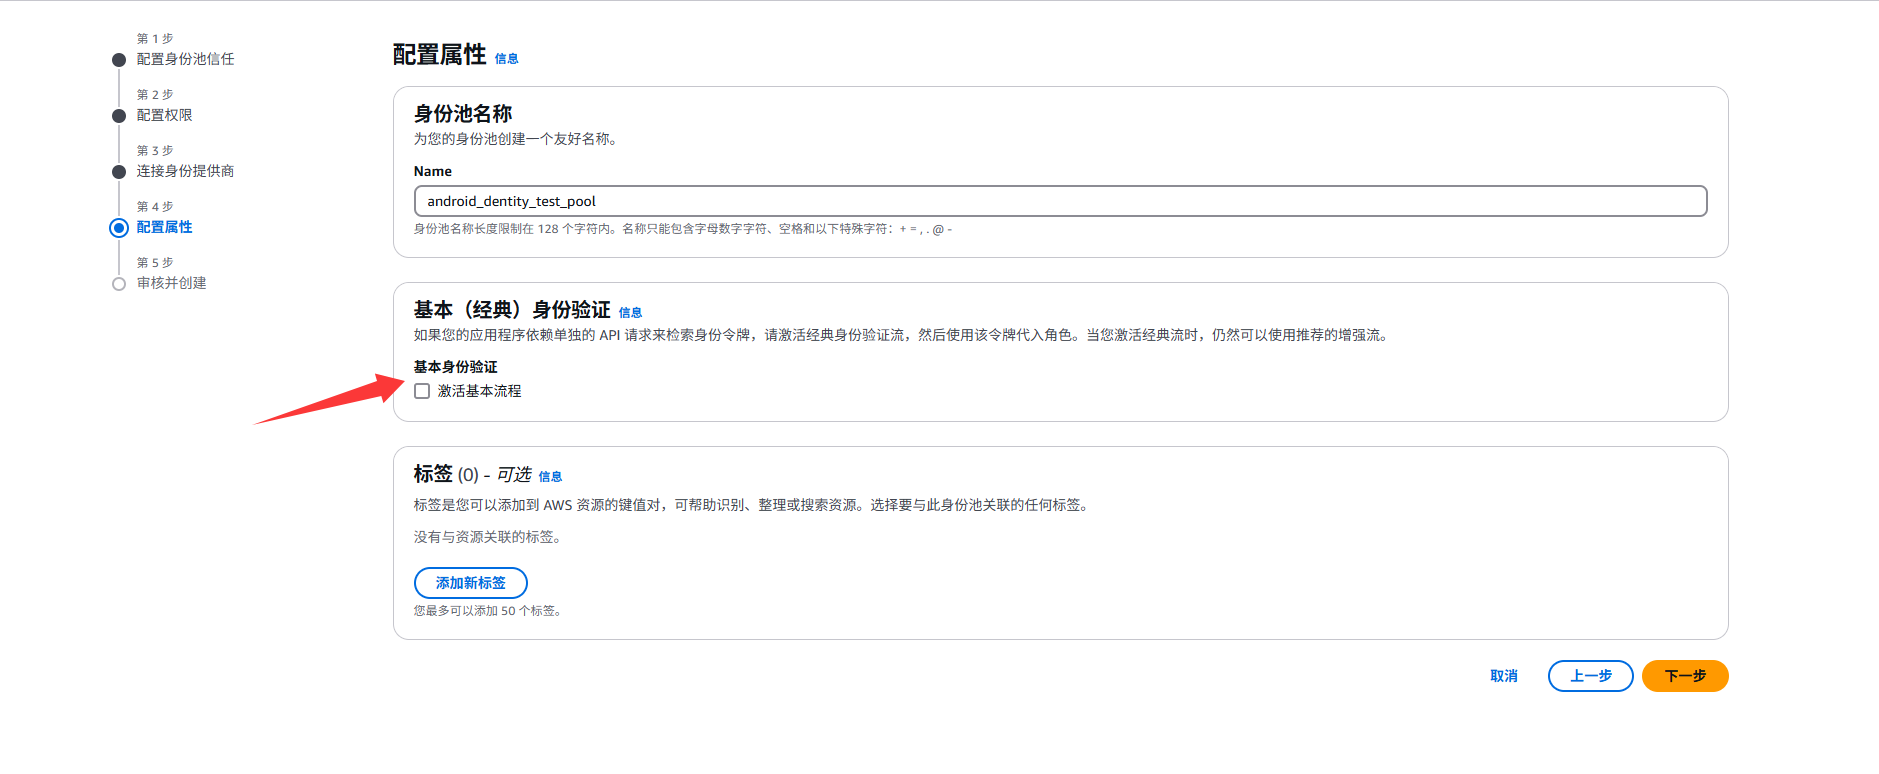 第 1 步
配置身份池信任
第 2 步
配置权限
第 3 步
连接身份提供商
第 4 步
配置属性
第 5 步
审核并创建
配置属性 信息
身份池名称
为您的身份池创建一个友好名称。
Name
android_dentity_test_pool
身份池名称长度限制在 128 个字符内。名称只能包含字母数字字符、空格和以下特殊字符：+ = , . @ -
基本（经典）身份验证 信息
如果您的应用程序依赖单独的 API 请求来检索身份令牌，请激活经典身份验证流，然后使用该令牌代入角色。当您激活经典流时，仍然可以使用推荐的增强流。
基本身份验证
激活基本流程
标签 (0) - 可选 信息
标签是您可以添加到 AWS 资源的键值对，可帮助识别、整理或搜索资源。选择要与此身份池关联的任何标签。
没有与资源关联的标签。
添加新标签
您最多可以添加 50 个标签。
取消 上一步 下一步